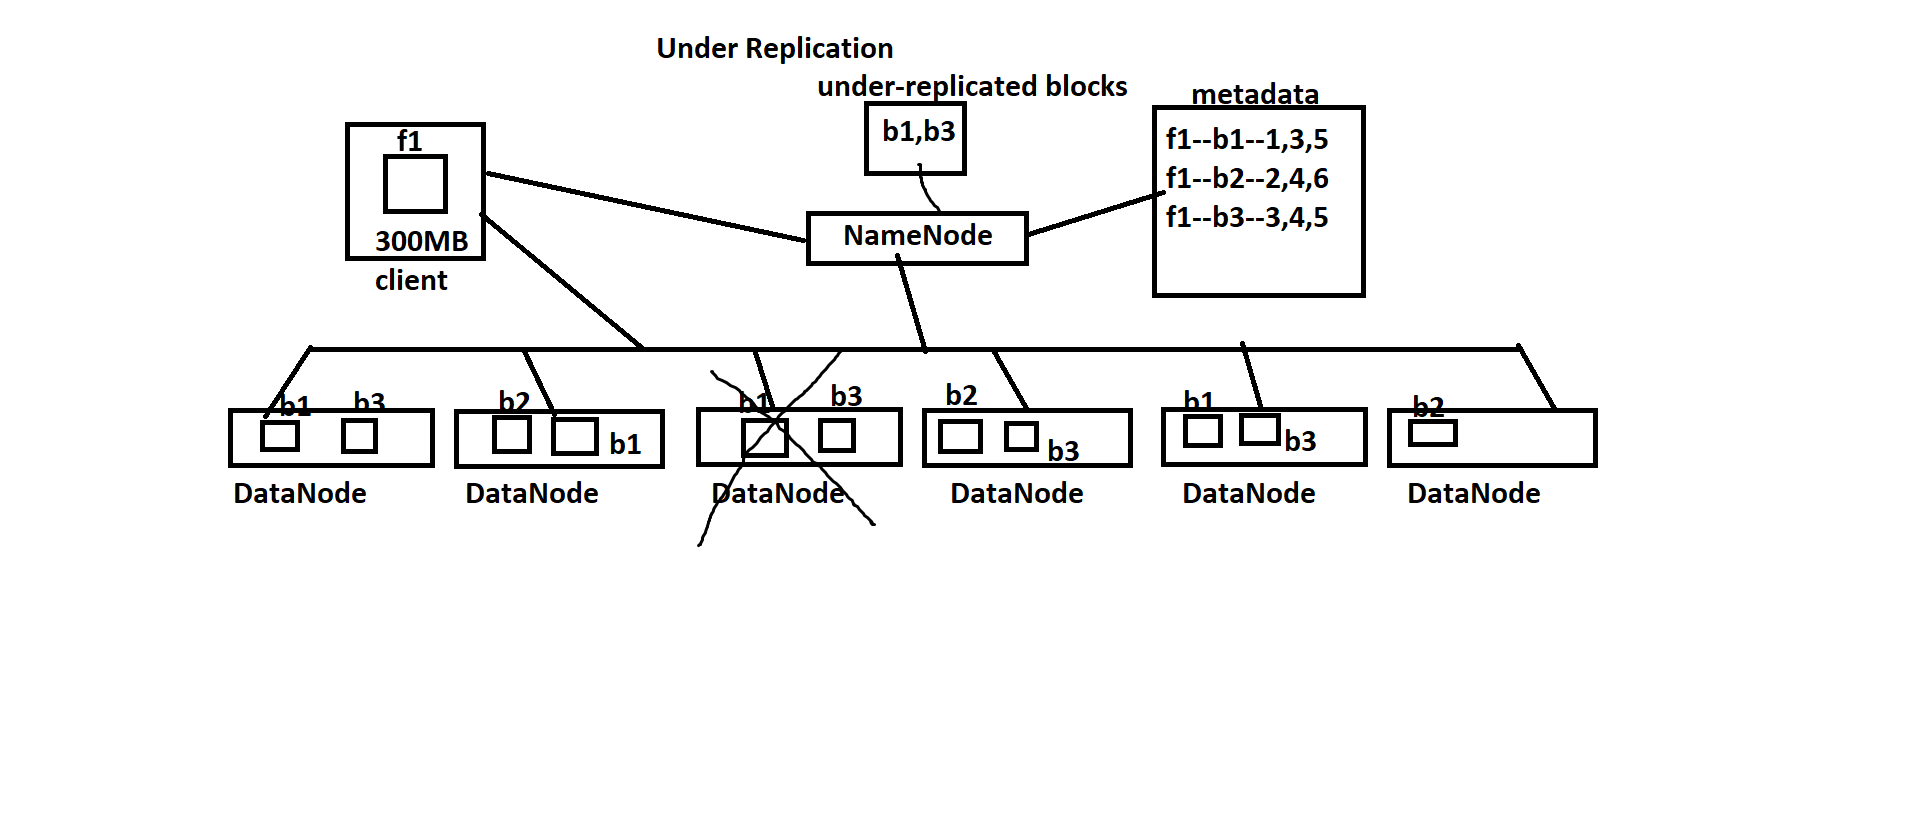 Under Replication
under-replicated blocks
b1,b3
metadata
f1--b1--1,3,5
f1--b2--2,4,6
f1--b3--3,4,5
f1
300MB
client
NameNode
b1 b3
b2 b1
b1 b3
b2 b3
b1 b3
b2
DataNode DataNode DataNode DataNode DataNode DataNode